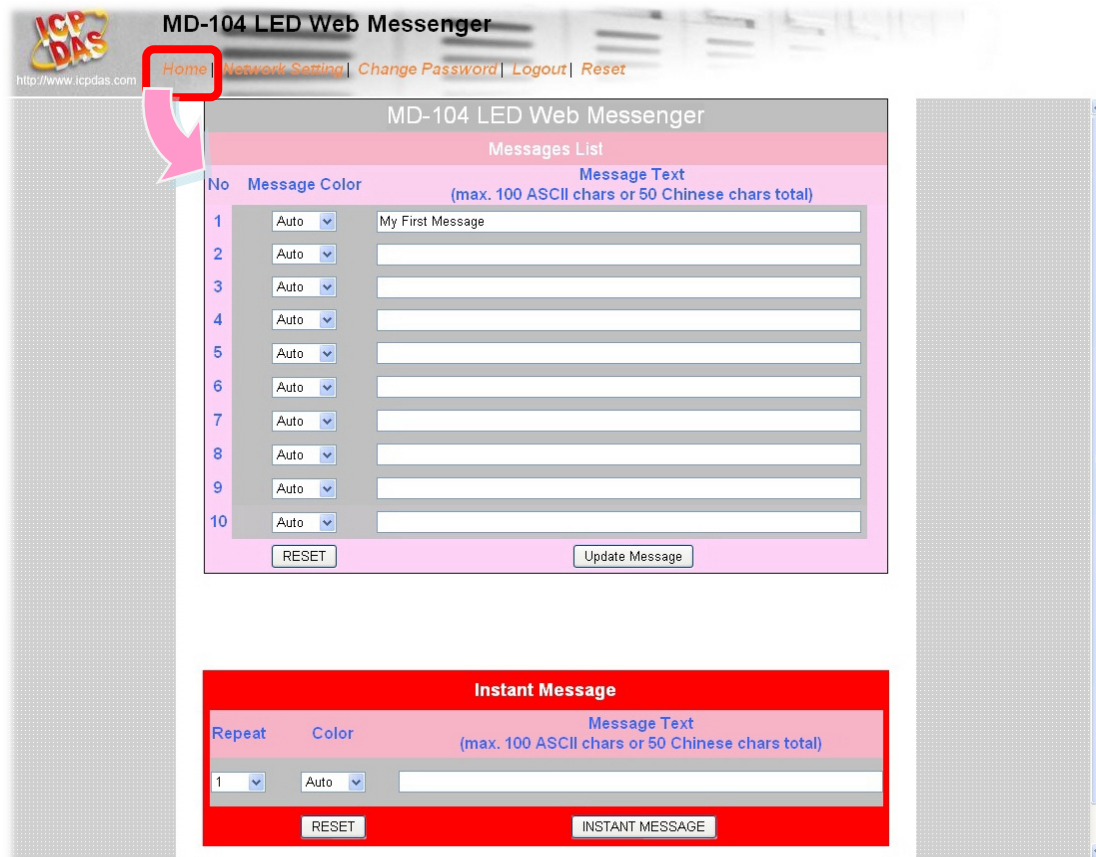 ICP DAS
http://www.icpdas.com
MD-104 LED Web Messenger
Home| Network Setting| Change Password| Logout| Reset
MD-104 LED Web Messenger
Messages List
No Message Color Message Text
(max. 100 ASCII chars or 50 Chinese chars total)
1 Auto My First Message
2 Auto
3 Auto
4 Auto
5 Auto
6 Auto
7 Auto
8 Auto
9 Auto
10 Auto
RESET Update Message
Instant Message
Repeat Color Message Text
(max. 100 ASCII chars or 50 Chinese chars total)
1 Auto
RESET INSTANT MESSAGE